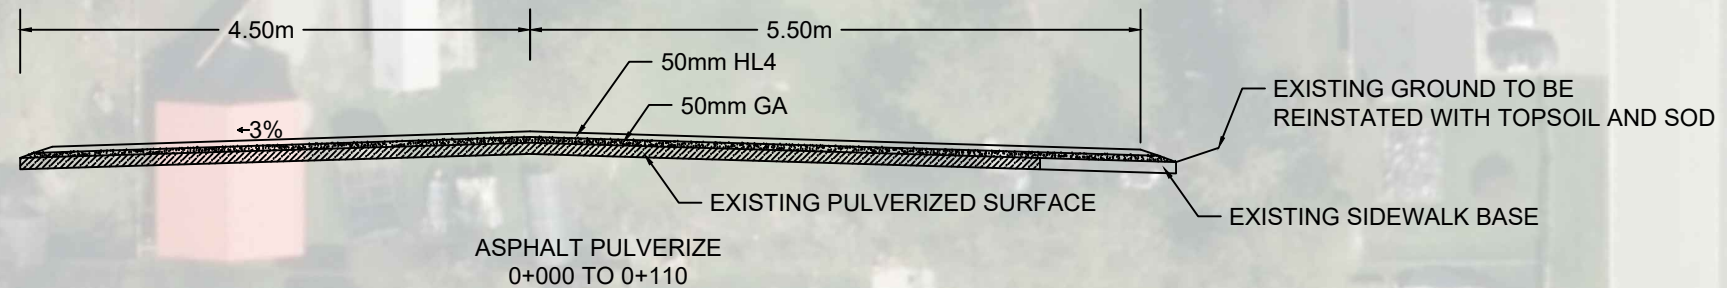 4.50m
5.50m
50mm HL4
50mm GA
EXISTING GROUND TO BE
REINSTATED WITH TOPSOIL AND SOD
←3%
EXISTING PULVERIZED SURFACE
EXISTING SIDEWALK BASE
ASPHALT PULVERIZE
0+000 TO 0+110